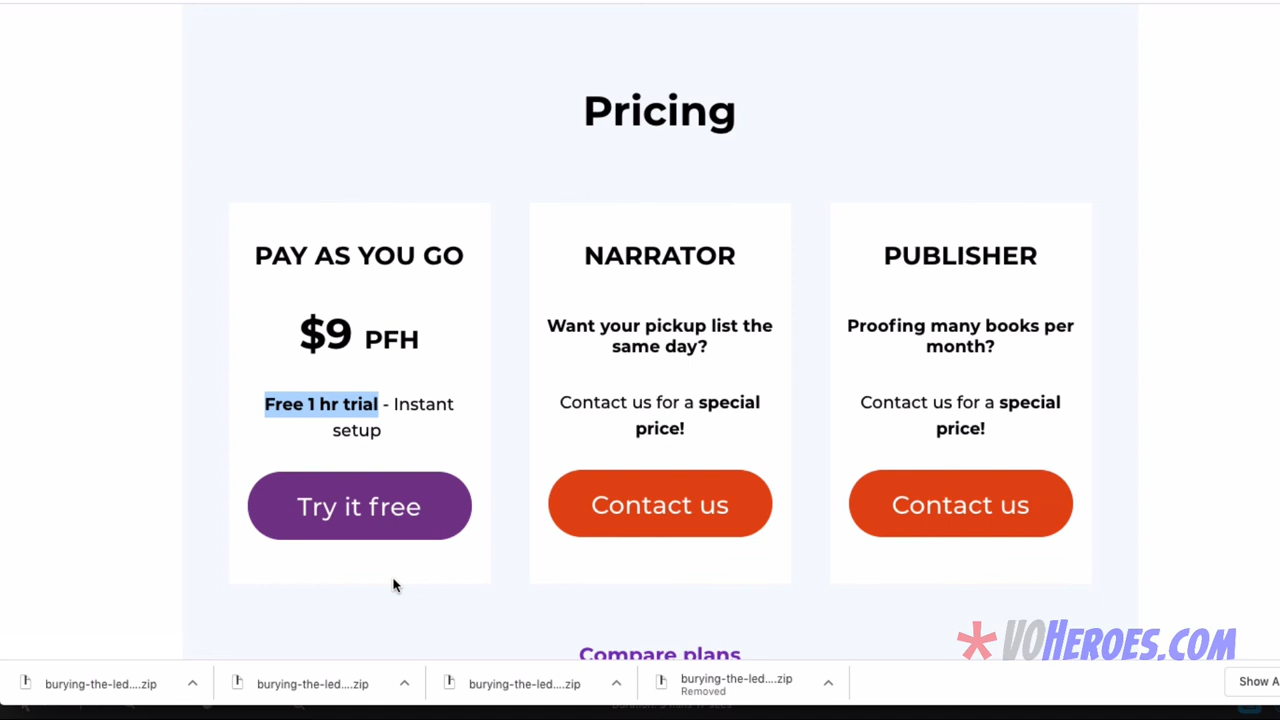 Pricing
PAY AS YOU GO
$9 PFH
Free 1 hr trial - Instant
setup
Try it free
NARRATOR
Want your pickup list the
same day?
Contact us for a special
price!
Contact us
PUBLISHER
Proofing many books per
month?
Contact us for a special
price!
Contact us
Compare plans
*VOHEROES.COM
burying-the-led....zip
burying-the-led....zip
burying-the-led....zip
burying-the-led....zip
Removed
Show A